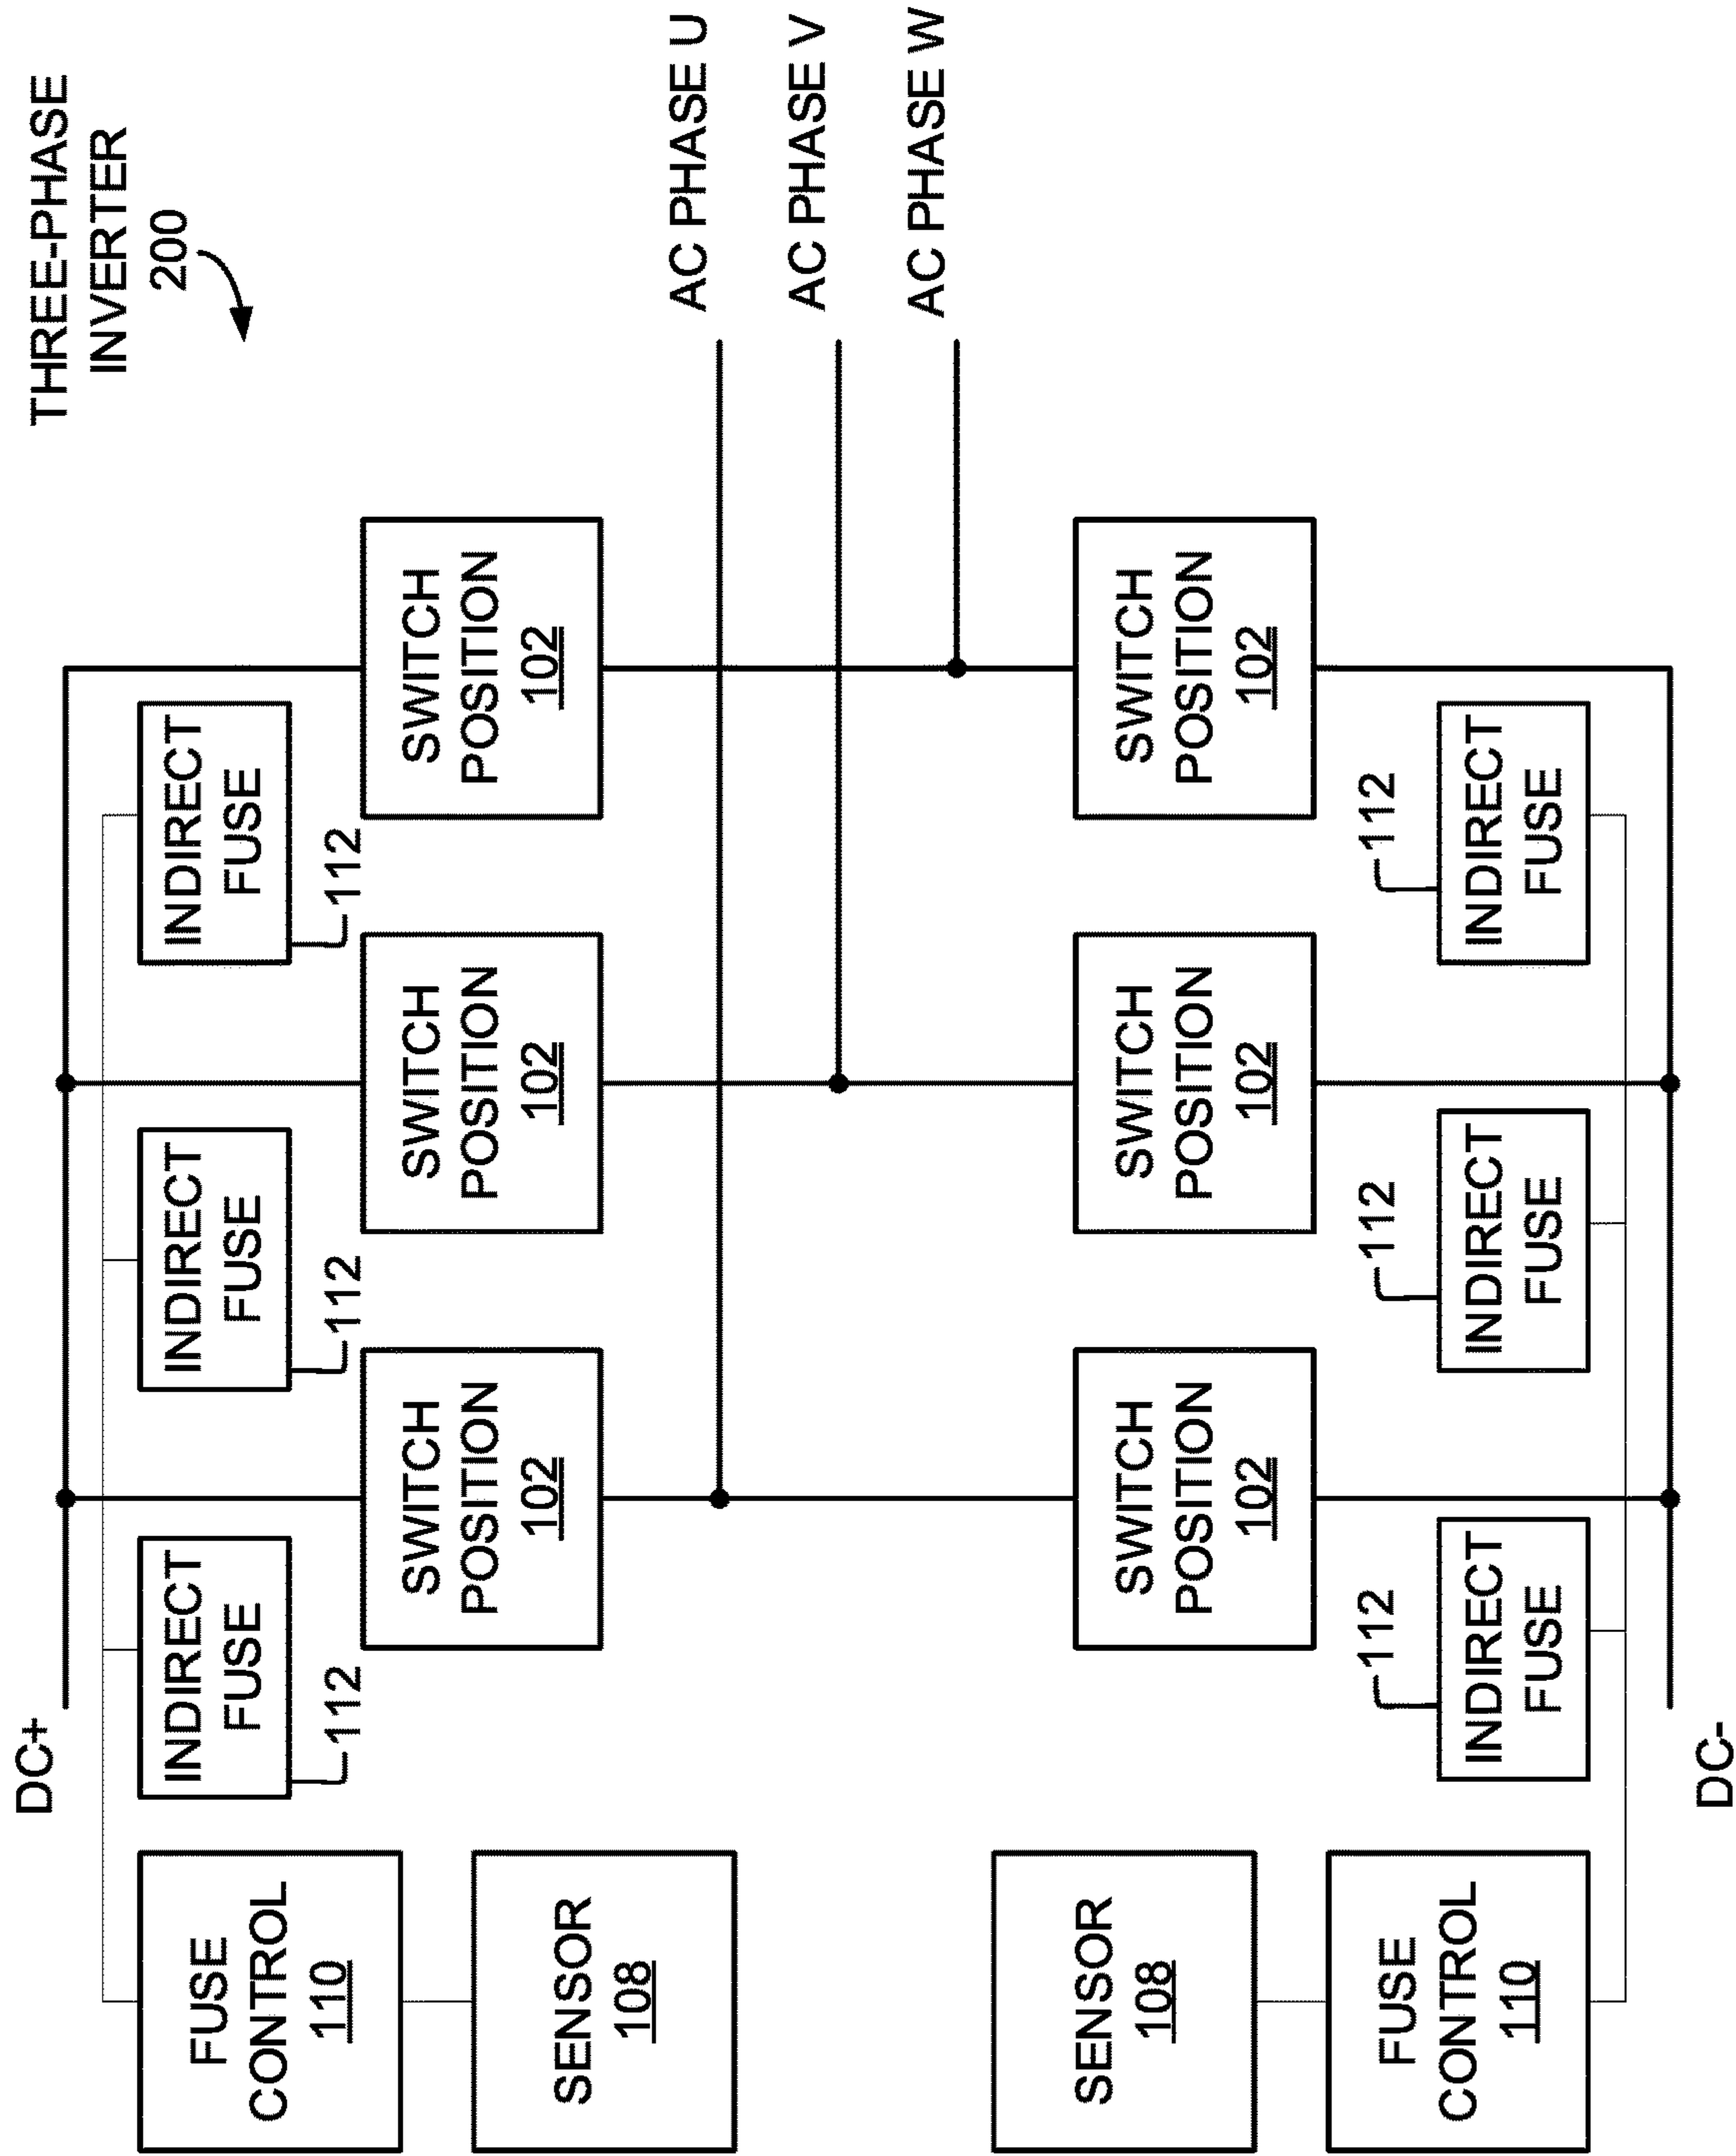 DC+
THREE-PHASE
INVERTER
200
FUSE
CONTROL
110
INDIRECT
FUSE
112
INDIRECT
FUSE
112
INDIRECT
FUSE
112
SENSOR
108
SWITCH
POSITION
102
SWITCH
POSITION
102
SWITCH
POSITION
102
AC PHASE U
AC PHASE V
AC PHASE W
SENSOR
108
SWITCH
POSITION
102
SWITCH
POSITION
102
SWITCH
POSITION
102
FUSE
CONTROL
110
112
INDIRECT
FUSE
112
INDIRECT
FUSE
112
INDIRECT
FUSE
DC-